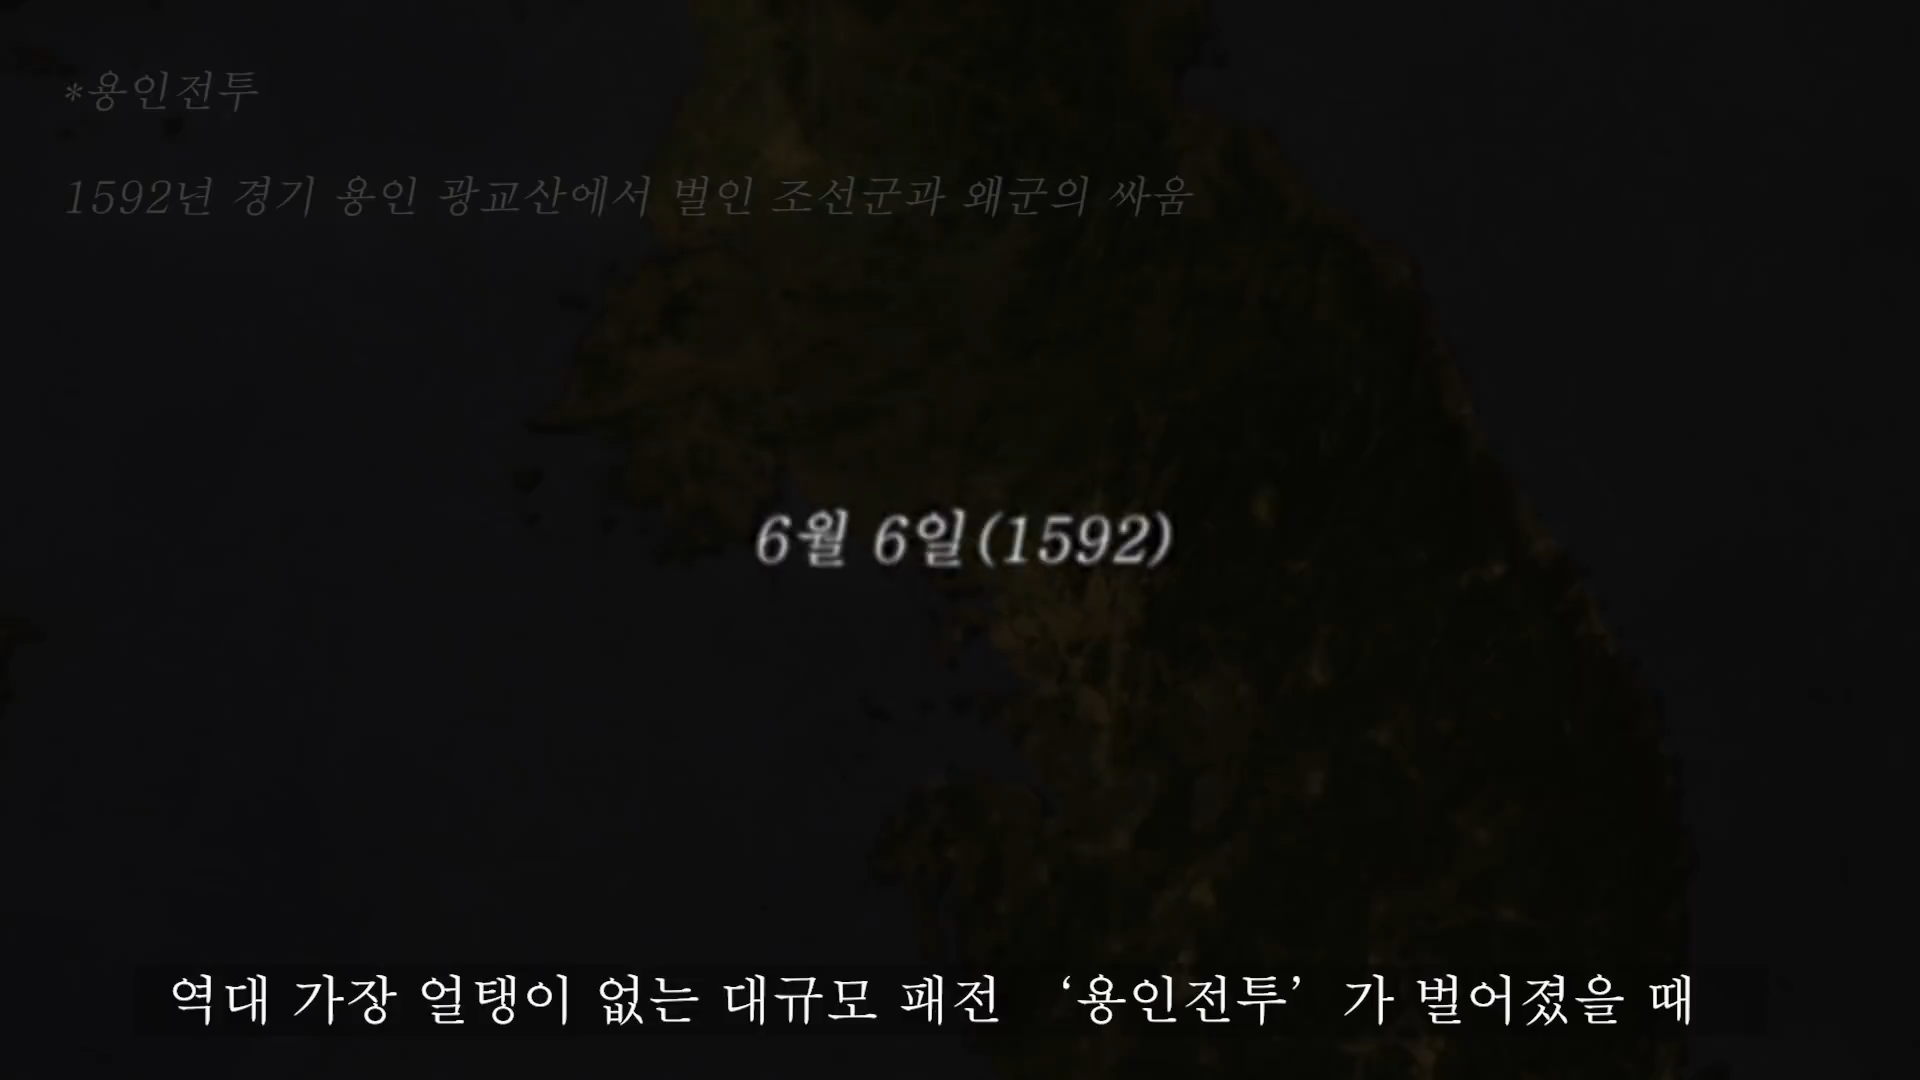 *용인전투
1592년 경기 용인 광교산에서 벌인 조선군과 왜군의 싸움
6월 6일(1592)
역대 가장 얼탱이 없는 대규모 패전 ‘용인전투’가 벌어졌을 때